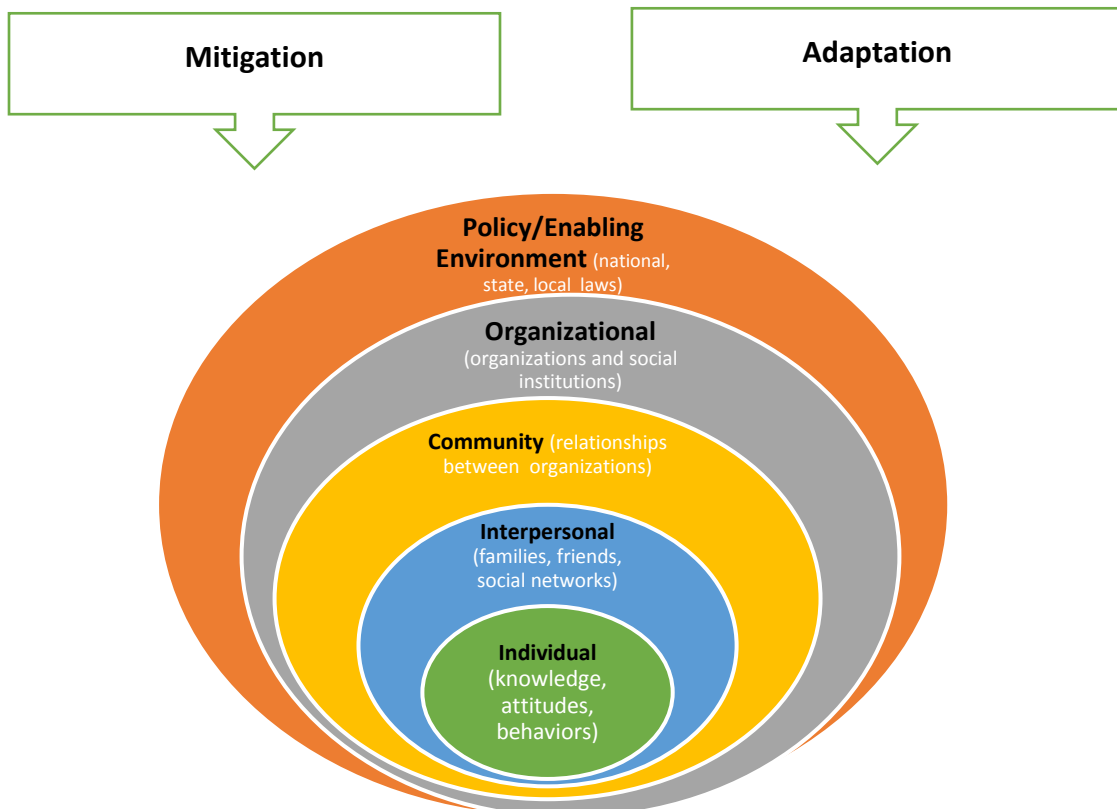 Mitigation
Adaptation
Policy/Enabling
Environment (national,
state, local laws)
Organizational
(organizations and social
institutions)
Community (relationships
between organizations)
Interpersonal
(families, friends,
social networks)
Individual
(knowledge,
attitudes,
behaviors)